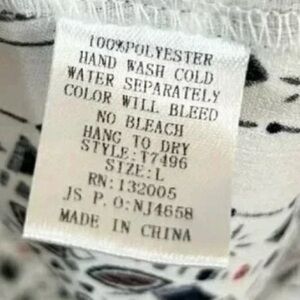 100%POLYESTER
HAND WASH COLD
WATER SEPARATELY
COLOR WILL BLEED
NO BLEACH
HANG TO DRY
STYLE:T7496
SIZE:L
RN:132005
JS P.O:NJ4658
MADE IN CHINA